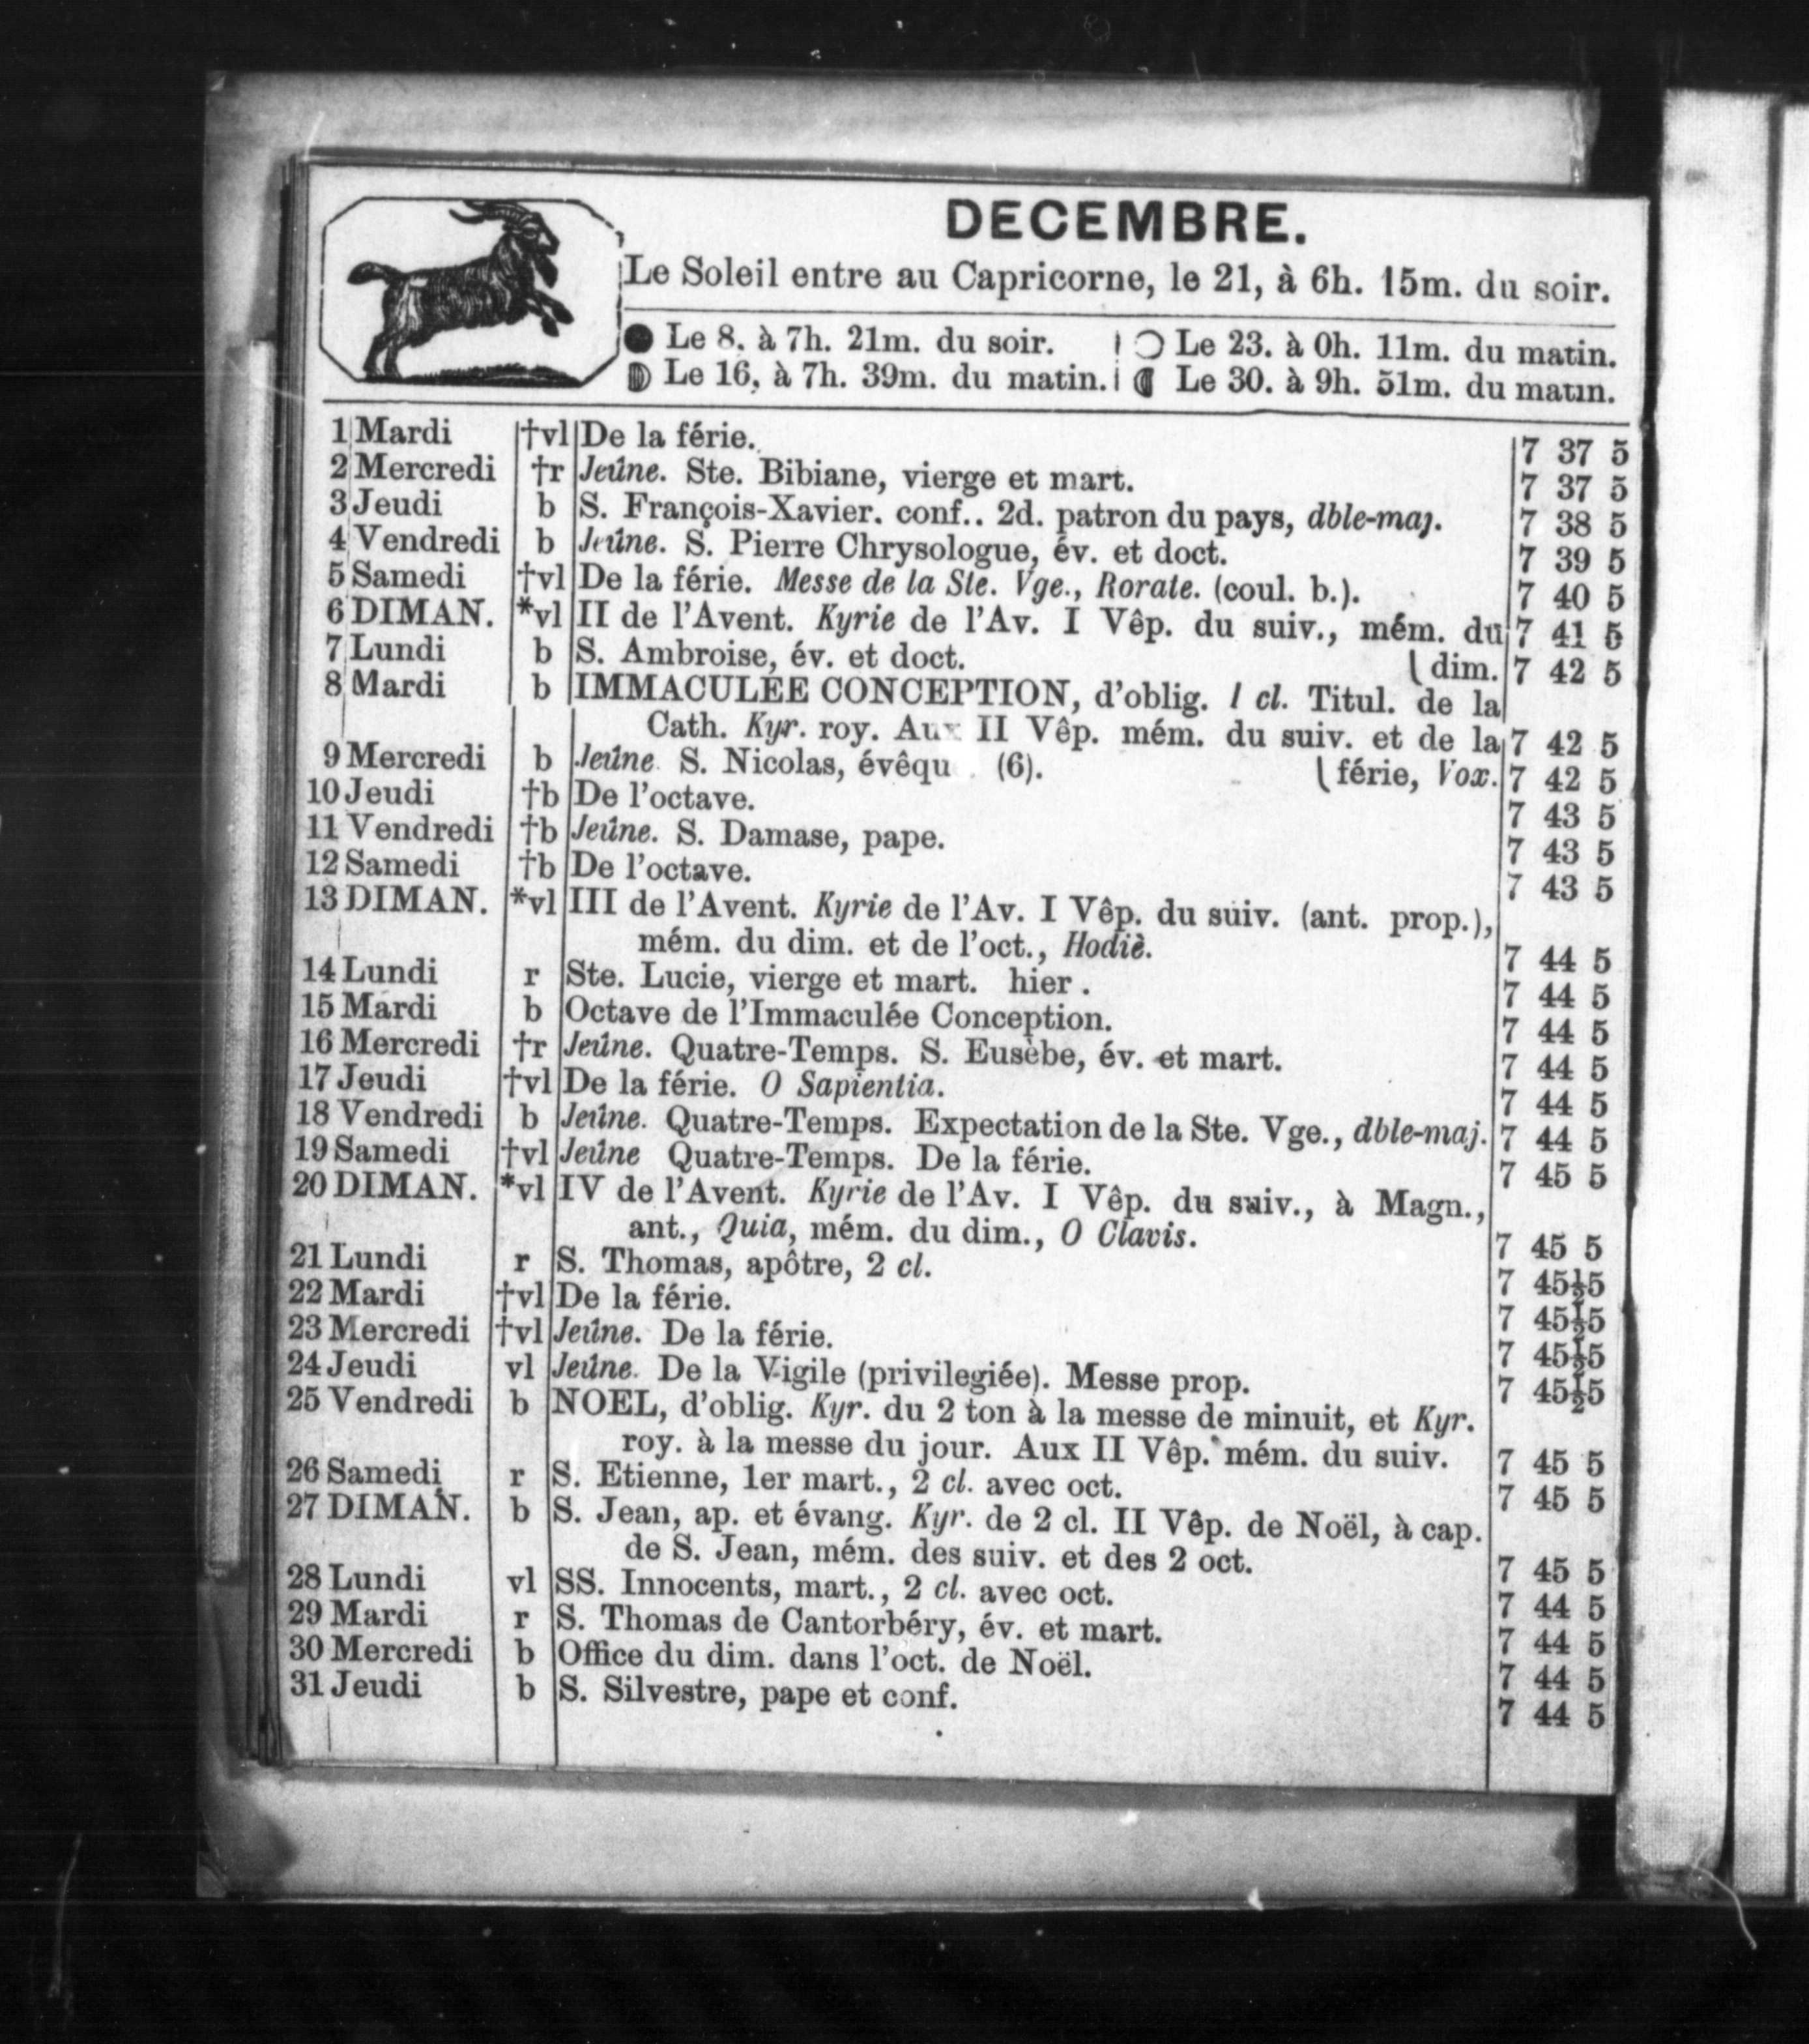 DECEMBRE.
Le Soleil entre au Capricorne, le 21, à 6h. 15m. du soir.
Le 8. à 7h. 21m. du soir. Le 23. à 0h. 11m. du matin.
Le 16, à 7h. 39m. du matin. Le 30. à 9h. 51m. du matin.
1 Mardi †vl De la férie. 7 37 5
2 Mercredi †r Jeûne. Ste. Bibiane, vierge et mart. 7 37 5
3 Jeudi b S. François-Xavier. conf.. 2d. patron du pays, dble-maj. 7 38 5
4 Vendredi b Jeûne. S. Pierre Chrysologue, év. et doct. 7 39 5
5 Samedi †vl De la férie. Messe de la Ste. Vge., Rorate. (coul. b.). 7 40 5
6 DIMAN. *vl II de l'Avent. Kyrie de l'Av. I Vêp. du suiv., mém. du 7 41 5
7 Lundi b S. Ambroise, év. et doct. ( dim. 7 42 5
8 Mardi b IMMACULEE CONCEPTION, d'oblig. 1 cl. Titul. de la
Cath. Kyr. roy. Aux II Vêp. mém. du suiv. et de la 7 42 5
9 Mercredi b Jeûne S. Nicolas, évêqu . (6). ( férie, Vox. 7 42 5
10 Jeudi †b De l'octave. 7 43 5
11 Vendredi †b Jeûne. S. Damase, pape. 7 43 5
12 Samedi †b De l'octave. 7 43 5
13 DIMAN. *vl III de l'Avent. Kyrie de l'Av. I Vêp. du suiv. (ant. prop.),
mém. du dim. et de l'oct., Hodiè. 7 44 5
14 Lundi r Ste. Lucie, vierge et mart. hier . 7 44 5
15 Mardi b Octave de l'Immaculée Conception. 7 44 5
16 Mercredi †r Jeûne. Quatre-Temps. S. Eusèbe, év. et mart. 7 44 5
17 Jeudi †vl De la férie. O Sapientia. 7 44 5
18 Vendredi b Jeûne. Quatre-Temps. Expectation de la Ste. Vge., dble-maj. 7 44 5
19 Samedi †vl Jeûne Quatre-Temps. De la férie. 7 45 5
20 DIMAN. *vl IV de l'Avent. Kyrie de l'Av. I Vêp. du suiv., à Magn.,
ant., Quia, mém. du dim., O Clavis. 7 45 5
21 Lundi r S. Thomas, apôtre, 2 cl. 7 45½5
22 Mardi †vl De la férie. 7 45½5
23 Mercredi †vl Jeûne. De la férie. 7 45½5
24 Jeudi vl Jeûne. De la Vigile (privilegiée). Messe prop. 7 45½5
25 Vendredi b NOEL, d'oblig. Kyr. du 2 ton à la messe de minuit, et Kyr.
roy. à la messe du jour. Aux II Vêp. mém. du suiv. 7 45 5
26 Samedi r S. Etienne, 1er mart., 2 cl. avec oct. 7 45 5
27 DIMAN. b S. Jean, ap. et évang. Kyr. de 2 cl. II Vêp. de Noël, à cap.
de S. Jean, mém. des suiv. et des 2 oct. 7 45 5
28 Lundi vl SS. Innocents, mart., 2 cl. avec oct. 7 44 5
29 Mardi r S. Thomas de Cantorbéry, év. et mart. 7 44 5
30 Mercredi b Office du dim. dans l'oct. de Noël. 7 44 5
31 Jeudi b S. Silvestre, pape et conf. 7 44 5